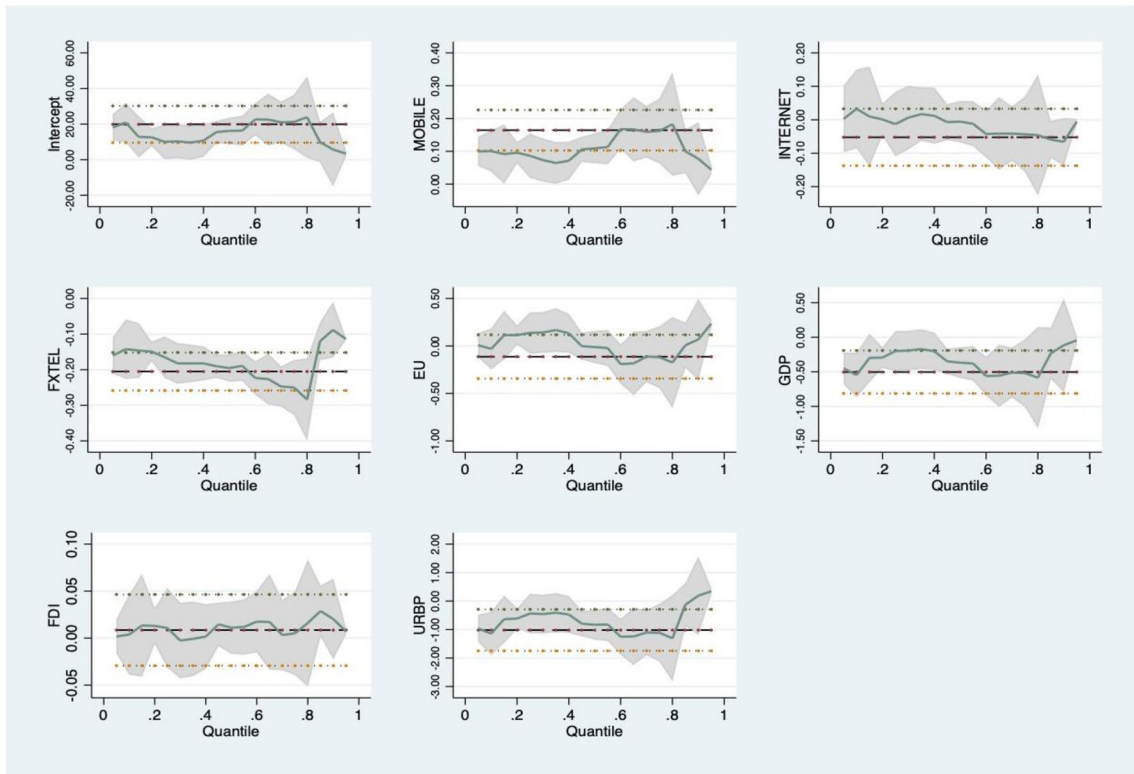 Intercept
60.00
40.00
20.00
0.00
-20.00
0 .2 .4 .6 .8 1
Quantile
MOBILE
0.40
0.30
0.20
0.10
0.00
0 .2 .4 .6 .8 1
Quantile
INTERNET
0.20
0.10
0.00
-0.10
-0.20
0 .2 .4 .6 .8 1
Quantile
FXTEL
0.00
-0.10
-0.20
-0.30
-0.40
0 .2 .4 .6 .8 1
Quantile
EU
0.50
0.00
-0.50
-1.00
0 .2 .4 .6 .8 1
Quantile
GDP
0.50
0.00
-0.50
-1.00
-1.50
0 .2 .4 .6 .8 1
Quantile
FDI
0.10
0.05
0.00
-0.05
0 .2 .4 .6 .8 1
Quantile
URBP
2.00
1.00
0.00
-1.00
-2.00
-3.00
0 .2 .4 .6 .8 1
Quantile